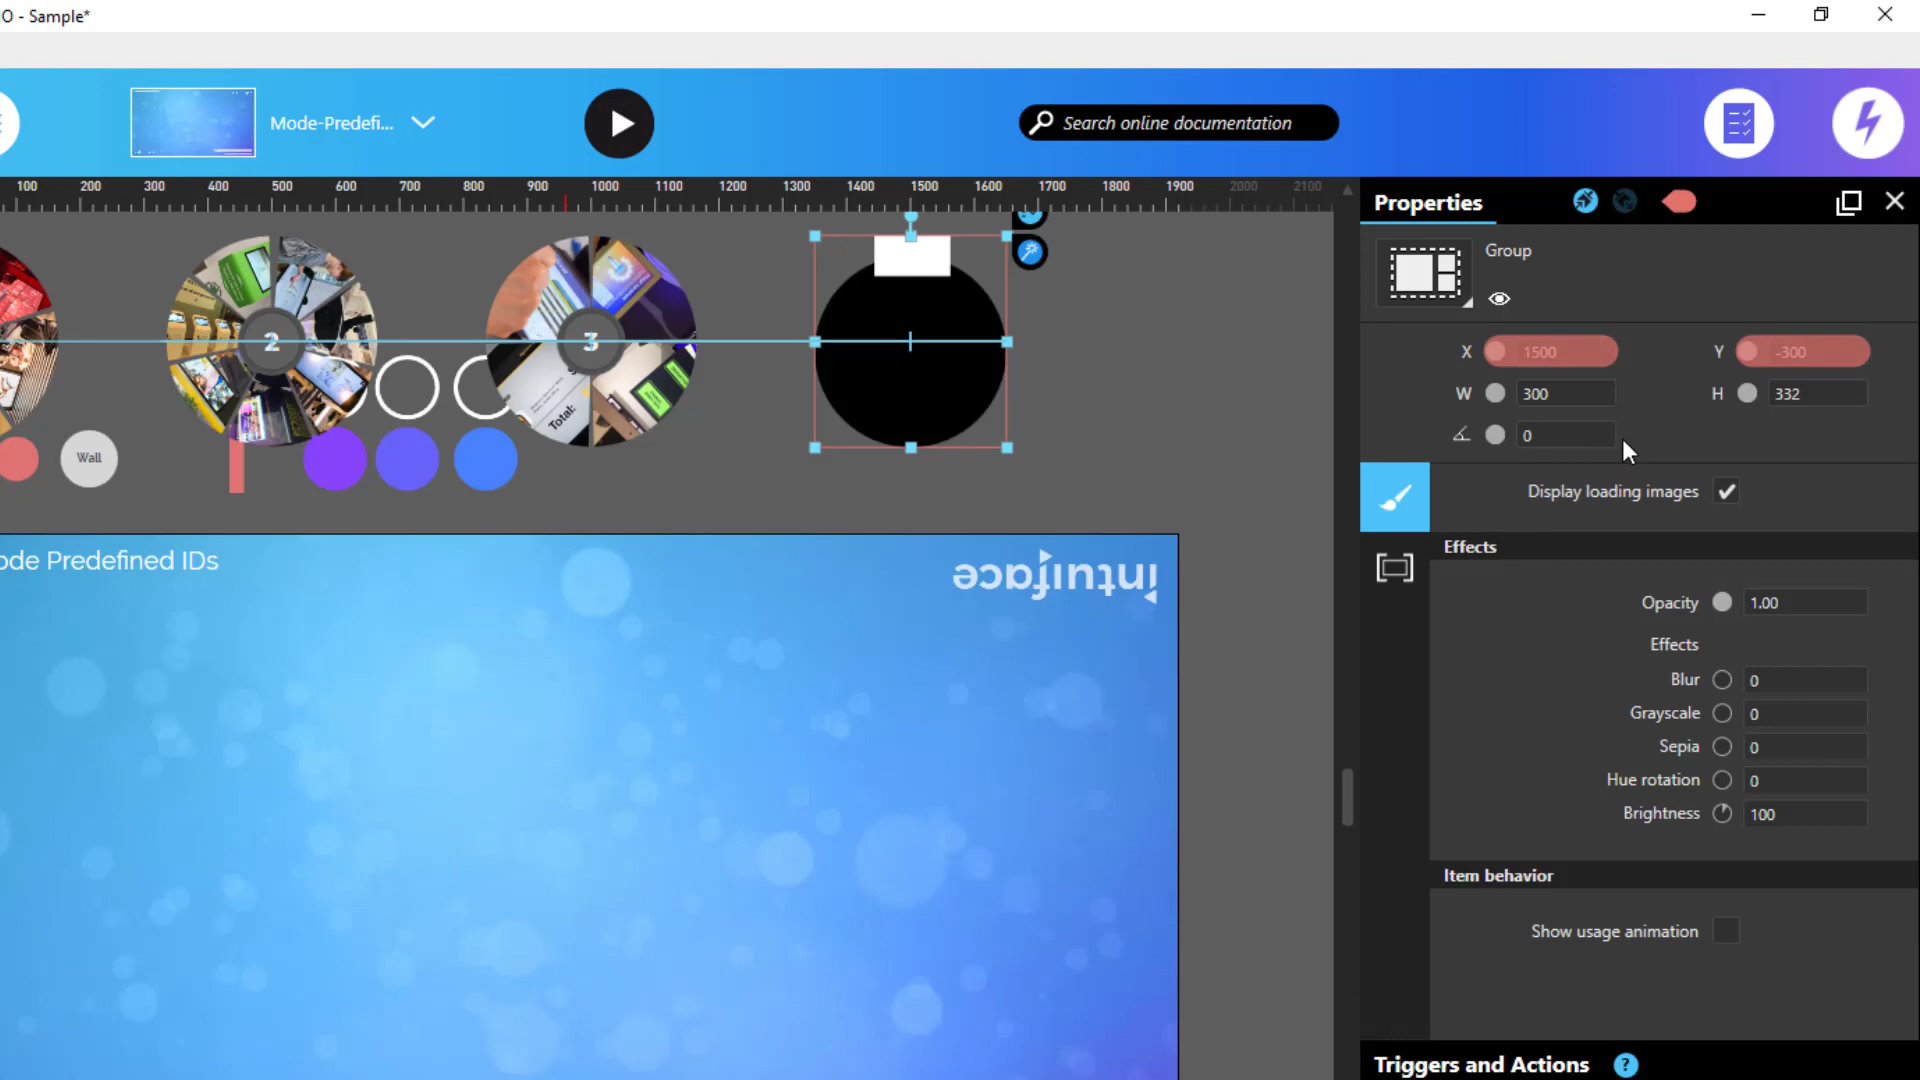 O - Sample*
Mode-Predefi...
Search online documentation
100 200 300 400 500 600 700 800 900 1000 1100 1200 1300 1400 1500 1600 1700 1800 1900 2000 2100
Properties
Group
X 1500 Y -300
W 300 H 332
0
2
3
Total:
Wall
Display loading images
Effects
Opacity 1.00
Effects
Blur 0
Grayscale 0
Sepia 0
Hue rotation 0
Brightness 100
Item behavior
Show usage animation
Triggers and Actions ?
ode Predefined IDs
intuiface